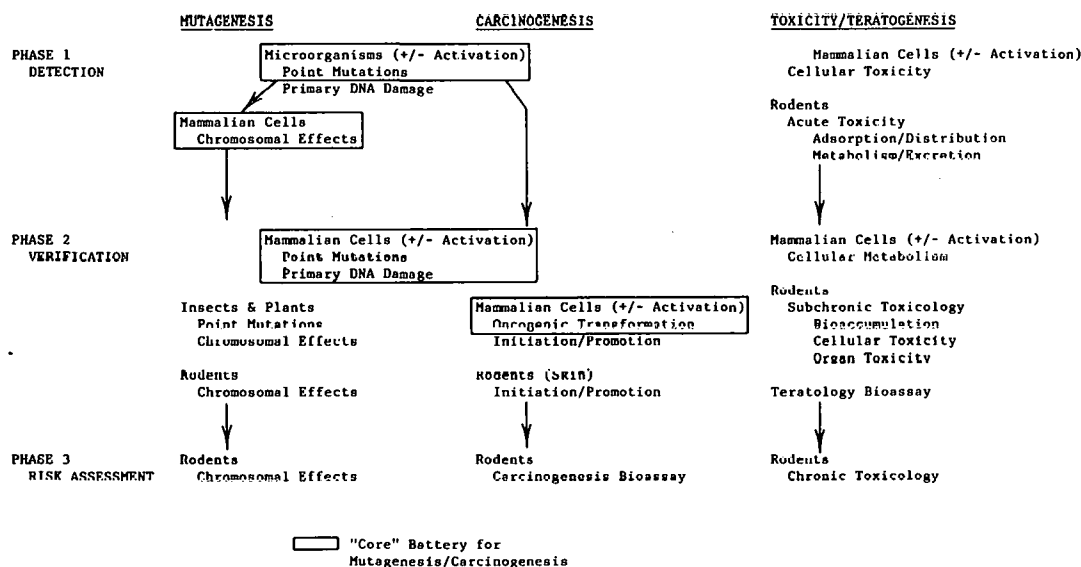 MUTAGENESIS CARCINOGENESIS TOXICITY/TERATOGENESIS
PHASE 1
DETECTION
Microorganisms (+/- Activation)
Point Mutations
Primary DNA Damage
Mammalian Cells
Chromosomal Effects
Mammalian Cells (+/- Activation)
Cellular Toxicity
Rodents
Acute Toxicity
Adsorption/Distribution
Metabolism/Excretion
PHASE 2
VERIFICATION
Mammalian Cells (+/- Activation)
Point Mutations
Primary DNA Damage
Insects & Plants
Point Mutations
Chromosomal Effects
Rodents
Chromosomal Effects
Mammalian Cells (+/- Activation)
Oncogenic Transformation
Initiation/Promotion
Rodents (Skin)
Initiation/Promotion
Mammalian Cells (+/- Activation)
Cellular Metabolism
Rodents
Subchronic Toxicology
Bioaccumulation
Cellular Toxicity
Organ Toxicity
Teratology Bioassay
PHASE 3
RISK ASSESSMENT
Rodents
Chromosomal Effects
Rodents
Carcinogenesis Bioassay
Rodents
Chronic Toxicology
"Core" Battery for
Mutagenesis/Carcinogenesis